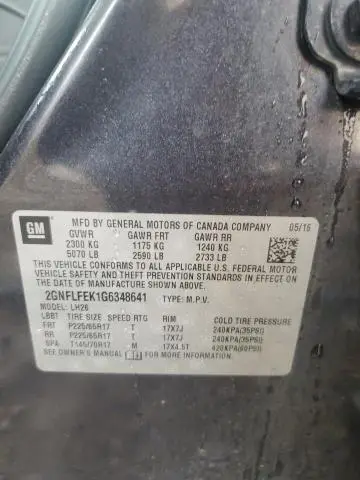 GM
MFD BY GENERAL MOTORS OF CANADA COMPANY 05/16
GVWR GAWR FRT GAWR RR
2300 KG 1175 KG 1240 KG
5070 LB 2590 LB 2733 LB
THIS VEHICLE CONFORMS TO ALL APPLICABLE U.S. FEDERAL
MOTOR VEHICLE SAFETY, BUMPER, AND THEFT PREVENTION STANDARDS
IN EFFECT ON THE DATE OF MANUFACTURE SHOWN ABOVE.
2GNFLFEK1G6348641 TYPE: M.P.V.
MODEL: LH26
LBBT TIRE SIZE SPEED RTG RIM COLD TIRE PRESSURE
FRT P225/65R17 T 17X7J 240KPA(35PSI)
RR P225/65R17 T 17X7J 240KPA(35PSI)
SPA T145/70R17 M 17X4.5T 420KPA(60PSI)
SEE OWNER'S MANUAL FOR MORE INFORMATION.